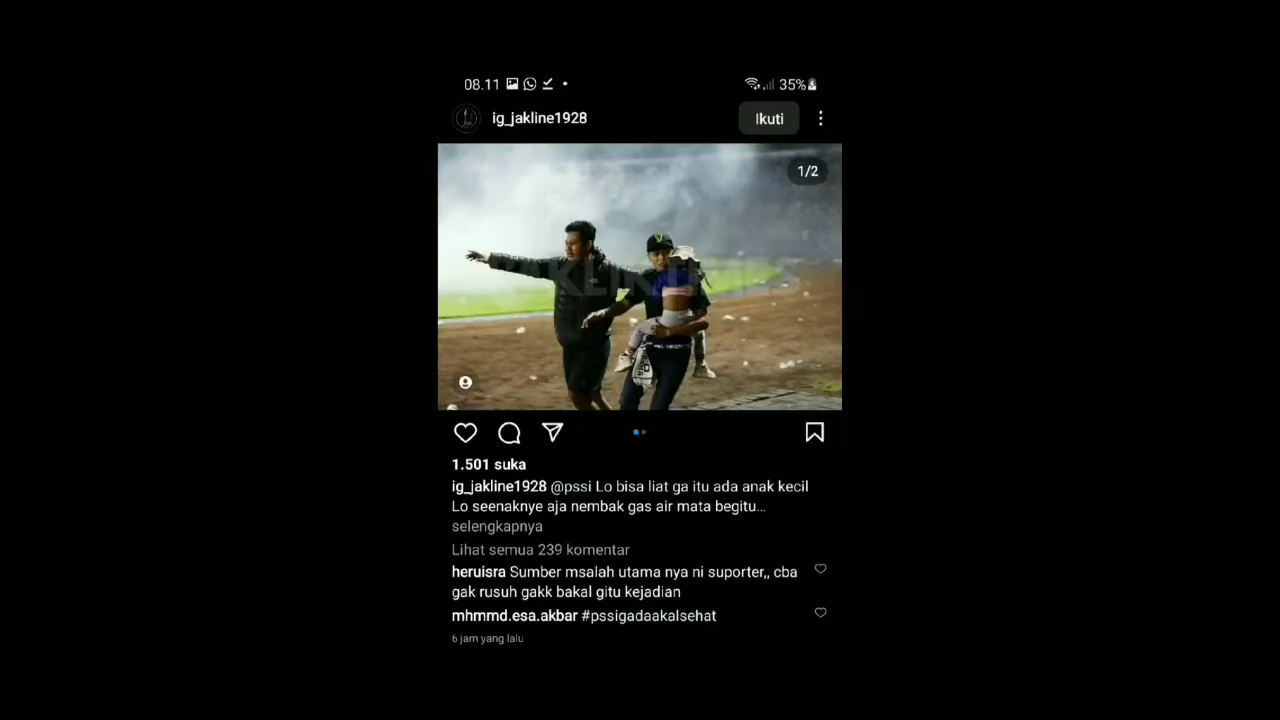 08.11
35%
ig_jakline1928
Ikuti
1/2
1.501 suka
ig_jakline1928 @pssi Lo bisa liat ga itu ada anak kecil
Lo seenaknye aja nembak gas air mata begitu...
selengkapnya
Lihat semua 239 komentar
heruisra Sumber msalah utama nya ni suporter,, cba
gak rusuh gakk bakal gitu kejadian
mhmmd.esa.akbar #pssigadaakalsehat
6 jam yang lalu